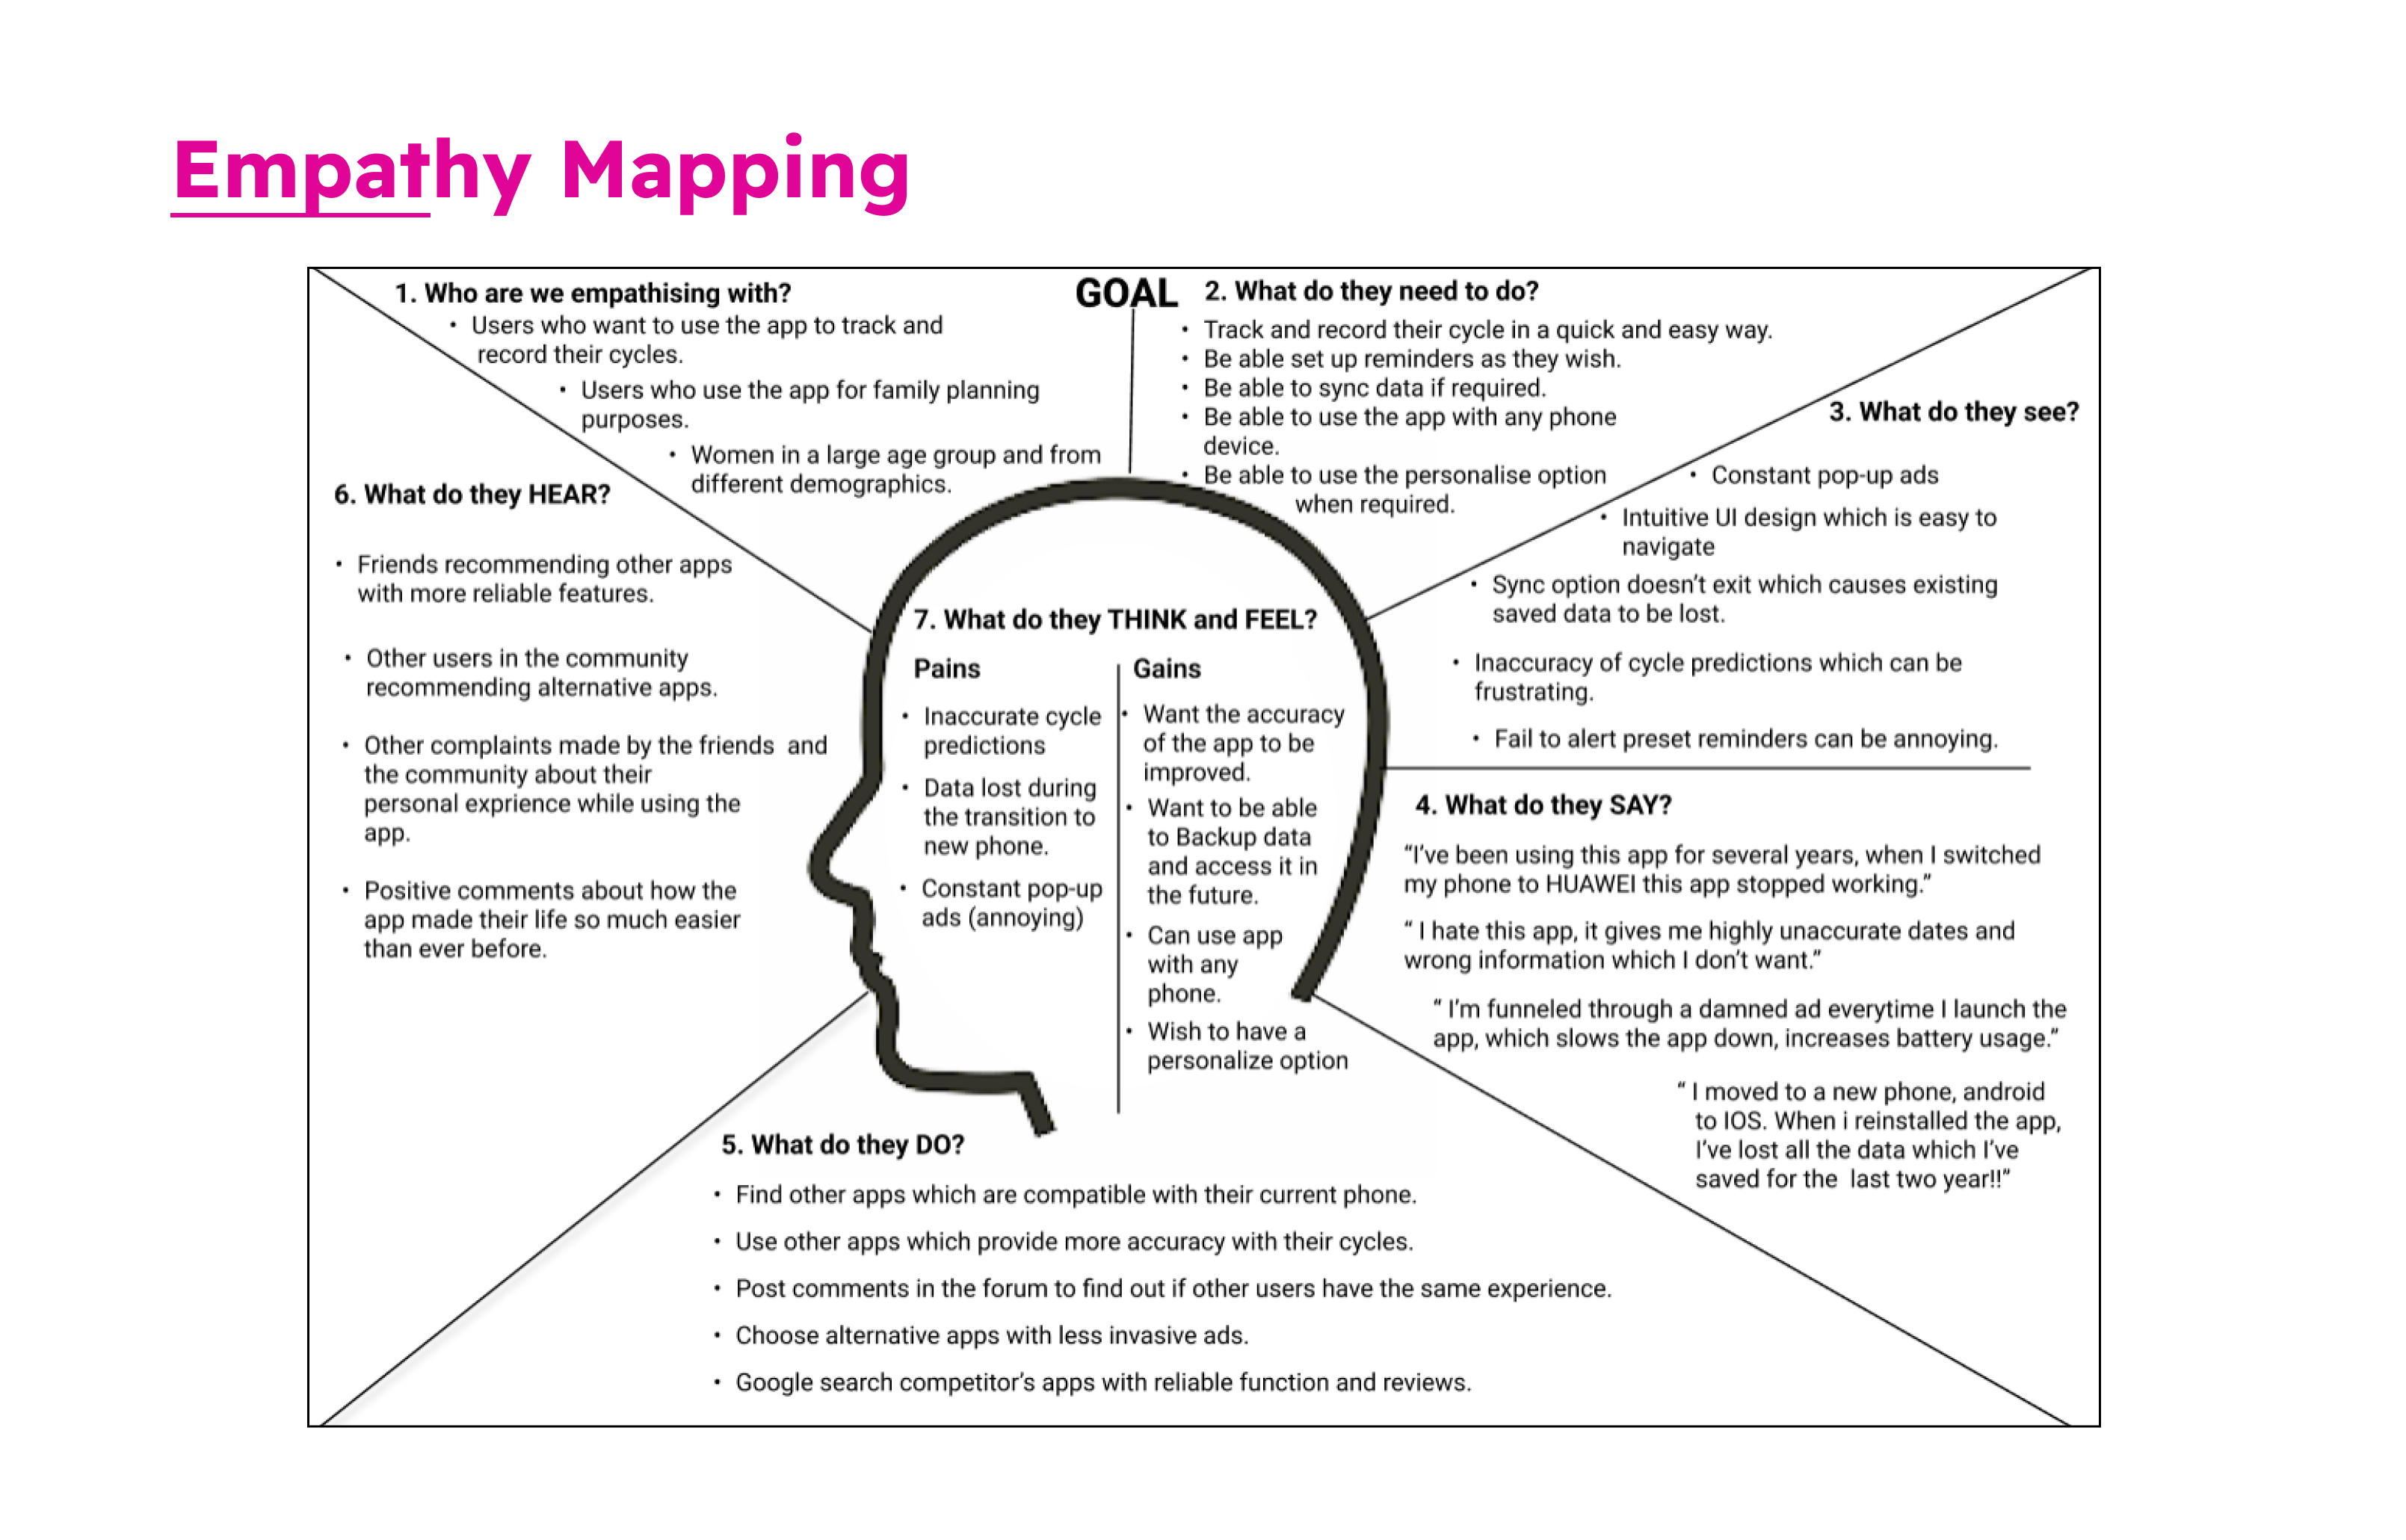 Empathy Mapping
GOAL
1. Who are we empathising with?
• Users who want to use the app to track and
record their cycles.
• Users who use the app for family planning
purposes.
• Women in a large age group and from
different demographics.
2. What do they need to do?
• Track and record their cycle in a quick and easy way.
• Be able set up reminders as they wish.
• Be able to sync data if required.
• Be able to use the app with any phone
device.
• Be able to use the personalise option
when required.
3. What do they see?
• Constant pop-up ads
• Intuitive UI design which is easy to
navigate
• Sync option doesn't exit which causes existing
saved data to be lost.
• Inaccuracy of cycle predictions which can be
frustrating.
• Fail to alert preset reminders can be annoying.
4. What do they SAY?
“I've been using this app for several years, when I switched
my phone to HUAWEI this app stopped working.”
“ I hate this app, it gives me highly unaccurate dates and
wrong information which I don't want.”
“ I'm funneled through a damned ad everytime I launch the
app, which slows the app down, increases battery usage.”
“ I moved to a new phone, android
to IOS. When i reinstalled the app,
I've lost all the data which I've
saved for the last two year!!”
5. What do they DO?
• Find other apps which are compatible with their current phone.
• Use other apps which provide more accuracy with their cycles.
• Post comments in the forum to find out if other users have the same experience.
• Choose alternative apps with less invasive ads.
• Google search competitor's apps with reliable function and reviews.
6. What do they HEAR?
• Friends recommending other apps
with more reliable features.
• Other users in the community
recommending alternative apps.
• Other complaints made by the friends and
the community about their
personal exprience while using the
app.
• Positive comments about how the
app made their life so much easier
than ever before.
7. What do they THINK and FEEL?
Pains
• Inaccurate cycle
predictions
• Data lost during
the transition to
new phone.
• Constant pop-up
ads (annoying)
Gains
• Want the accuracy
of the app to be
improved.
• Want to be able
to Backup data
and access it in
the future.
• Can use app
with any
phone.
• Wish to have a
personalize option